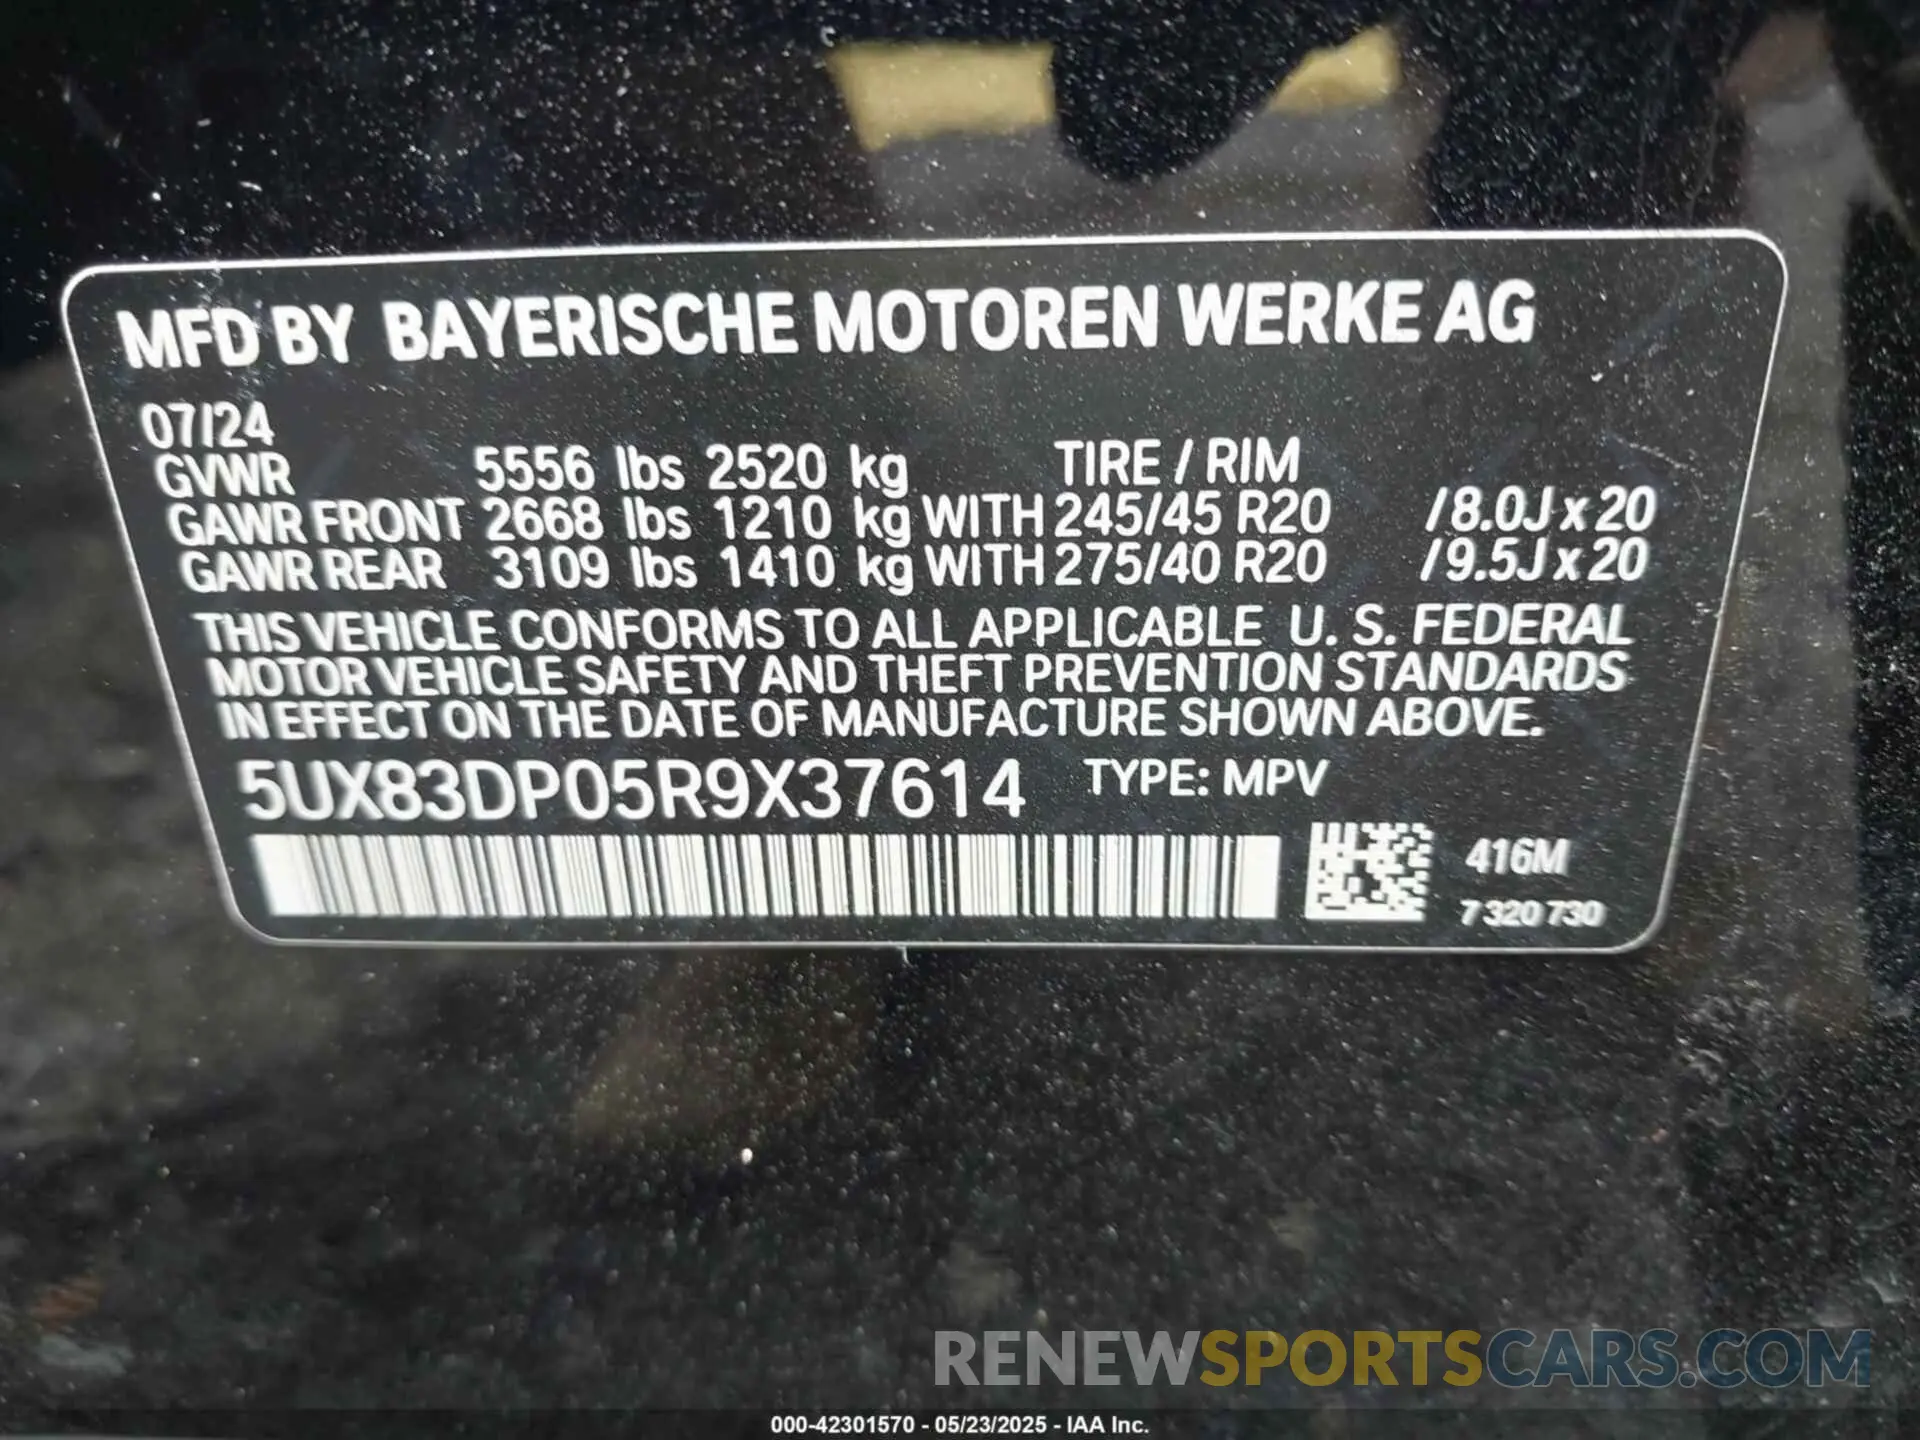 MFD BY BAYERISCHE MOTOREN WERKE AG
07/24
GVWR 5556 lbs 2520 kg TIRE / RIM
GAWR FRONT 2668 lbs 1210 kg WITH 245/45 R20 /8.0J x 20
GAWR REAR 3109 lbs 1410 kg WITH 275/40 R20 /9.5J x 20
THIS VEHICLE CONFORMS TO ALL APPLICABLE U. S. FEDERAL
MOTOR VEHICLE SAFETY AND THEFT PREVENTION STANDARDS
IN EFFECT ON THE DATE OF MANUFACTURE SHOWN ABOVE.
5UX83DP05R9X37614 TYPE: MPV
416M
7 320 730
RENEWSPORTSCARS.COM
000-42301570 - 05/23/2025 - IAA Inc.